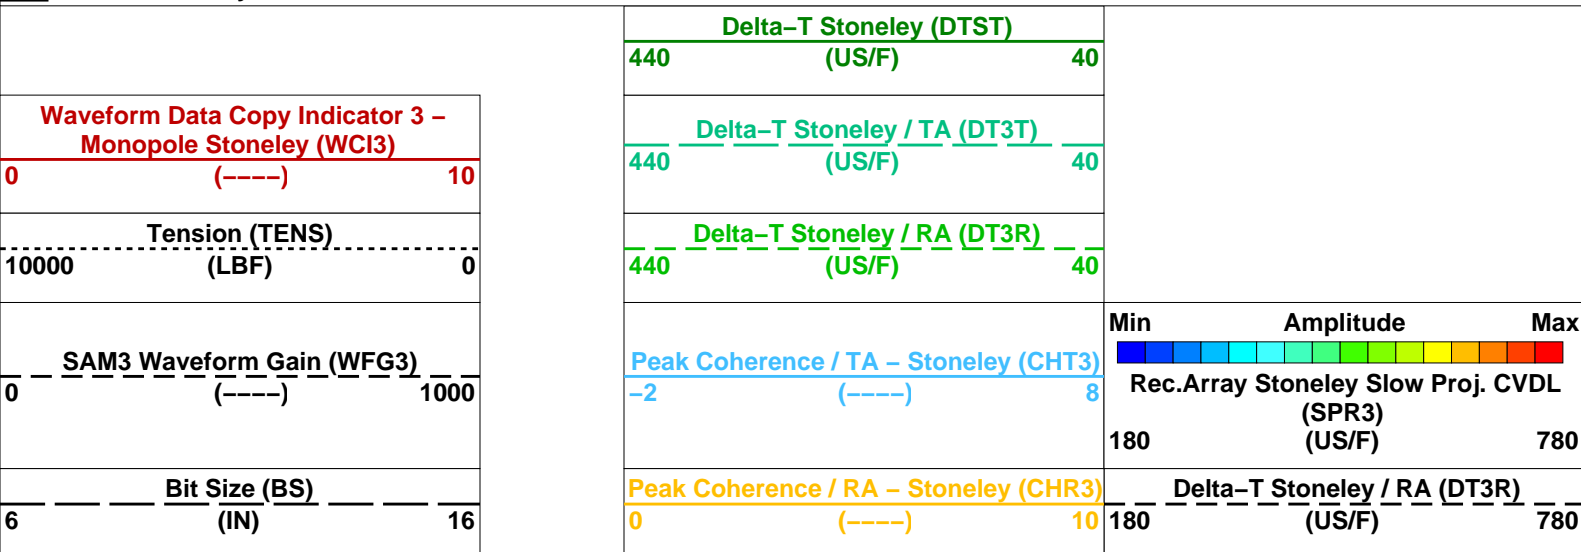 Delta−T Stoneley (DTST)
440 (US/F) 40
Waveform Data Copy Indicator 3 −
Monopole Stoneley (WCI3)
0 (−−−−) 10
Delta−T Stoneley / TA (DT3T)
440 (US/F) 40
Tension (TENS)
10000 (LBF) 0
Delta−T Stoneley / RA (DT3R)
440 (US/F) 40
SAM3 Waveform Gain (WFG3)
0 (−−−−) 1000
Peak Coherence / TA − Stoneley (CHT3)
−2 (−−−−) 8
Min Amplitude Max
Rec.Array Stoneley Slow Proj. CVDL
(SPR3)
180 (US/F) 780
Bit Size (BS)
6 (IN) 16
Peak Coherence / RA − Stoneley (CHR3)
0 (−−−−) 10
Delta−T Stoneley / RA (DT3R)
180 (US/F) 780